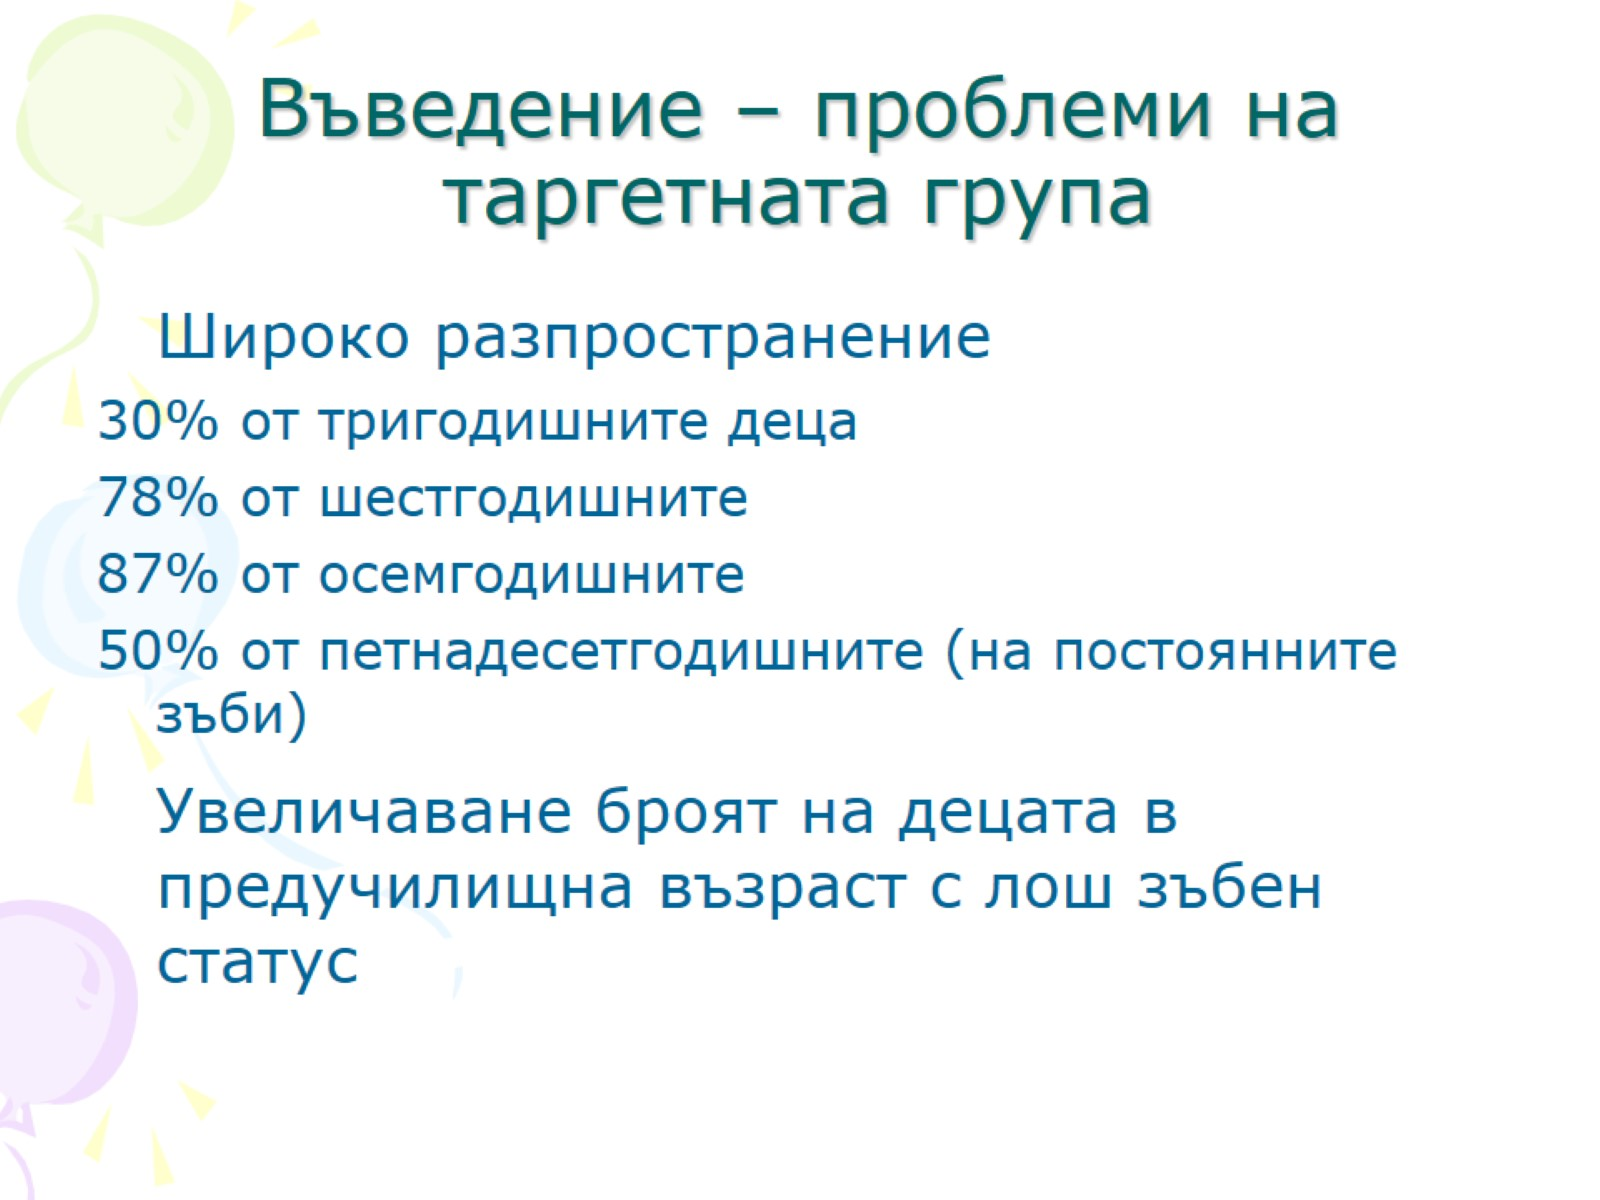 Въведение – проблеми на
таргетната група
Широко разпространение
30% от тригодишните деца
78% от шестгодишните
87% от осемгодишните
50% от петнадесетгодишните (на постоянните
зъби)
Увеличаване броят на децата в
предучилищна възраст с лош зъбен
статус